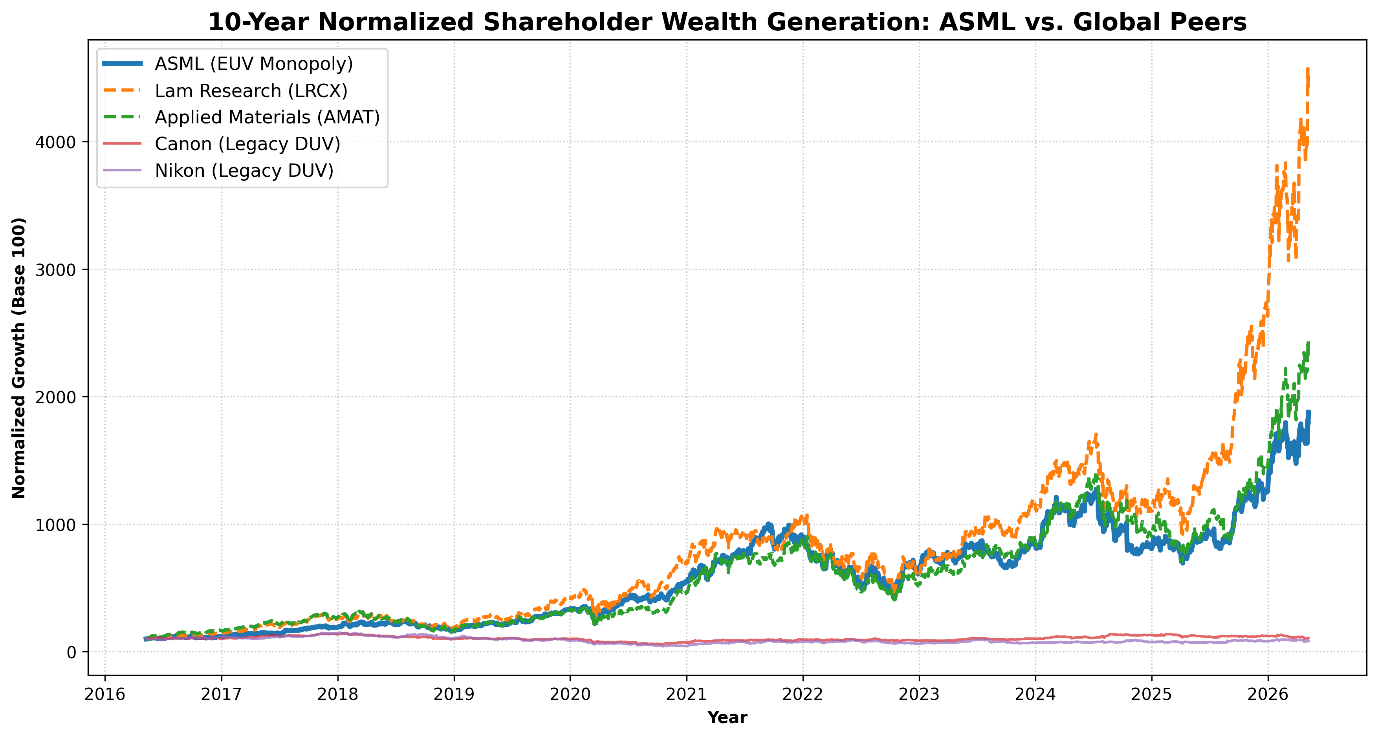 10-Year Normalized Shareholder Wealth Generation: ASML vs. Global Peers
ASML (EUV Monopoly)
Lam Research (LRCX)
Applied Materials (AMAT)
Canon (Legacy DUV)
Nikon (Legacy DUV)
Normalized Growth (Base 100)
4000
3000
2000
1000
0
2016 2017 2018 2019 2020 2021 2022 2023 2024 2025 2026
Year